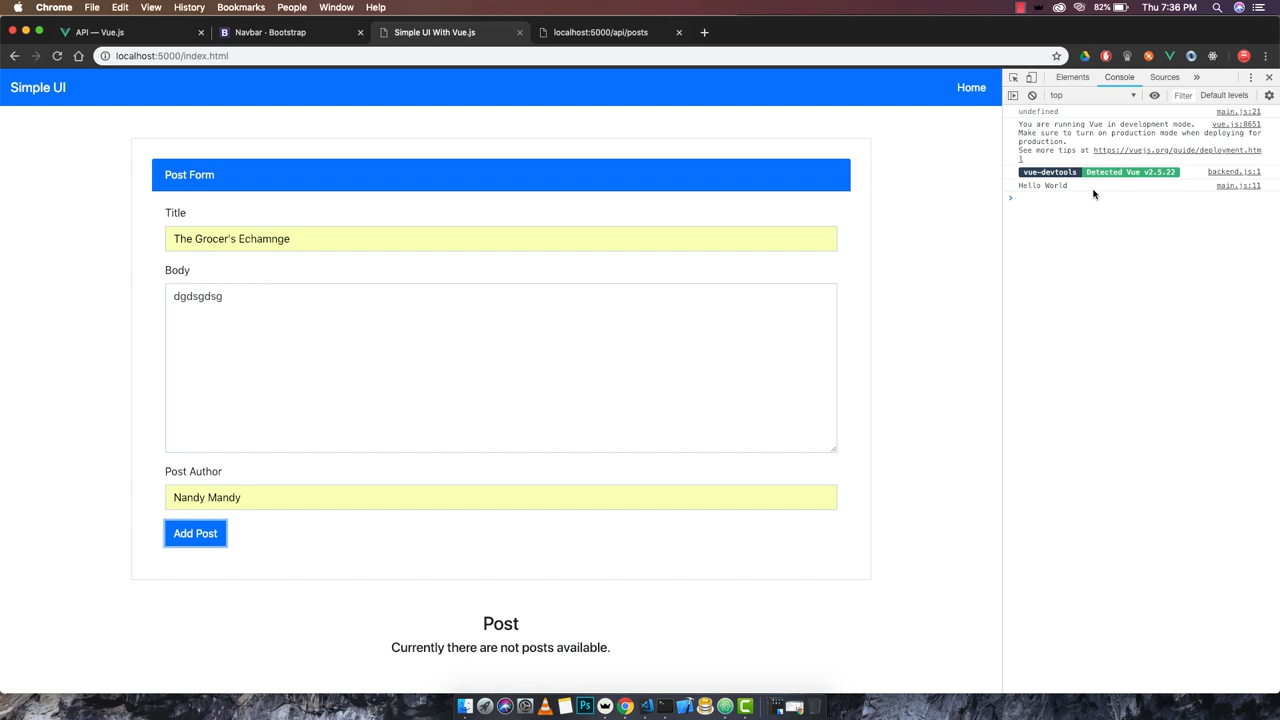 Chrome File Edit View History Bookmarks People Window Help 82% Thu 7:36 PM
API — Vue.js Navbar · Bootstrap Simple UI With Vue.js localhost:5000/api/posts
localhost:5000/index.html
Simple UI Home
Elements Console Sources »
top Filter Default levels
undefined main.js:21
You are running Vue in development mode. vue.js:8651
Make sure to turn on production mode when deploying for
production.
See more tips at https://vuejs.org/guide/deployment.htm
l
vue-devtools Detected Vue v2.5.22 backend.js:1
Hello World main.js:11
Post Form
Title
The Grocer's Echamnge
Body
dgdsgdsg
Post Author
Nandy Mandy
Add Post
Post
Currently there are not posts available.